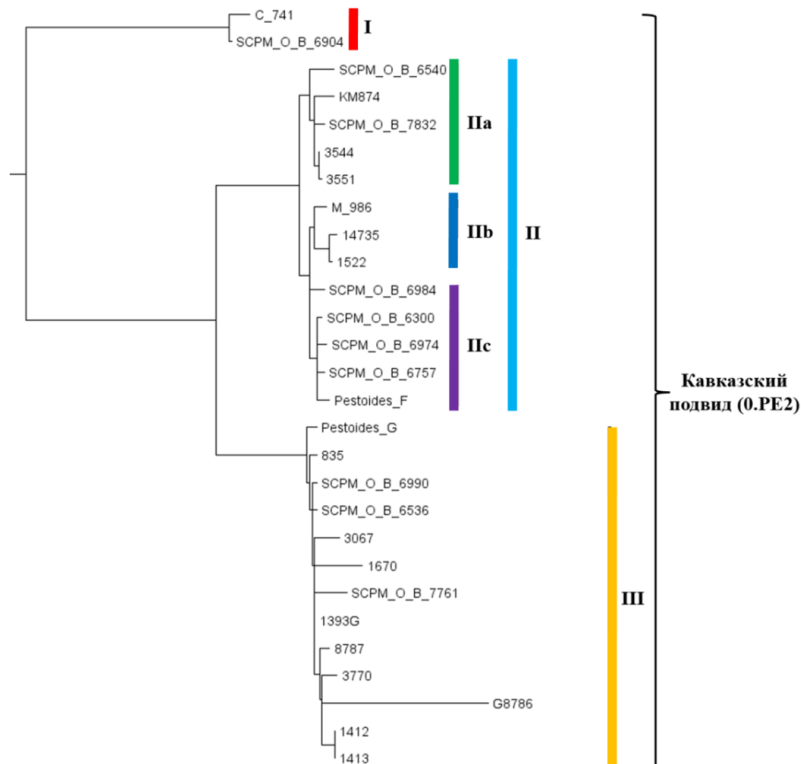 C_741
I
SCPM_O_B_6904
SCPM_O_B_6540
KM874
SCPM_O_B_7832
IIa
3544
3551
M_986
14735
IIb
II
1522
SCPM_O_B_6984
SCPM_O_B_6300
SCPM_O_B_6974
IIc
SCPM_O_B_6757
Pestoides_F
Кавказский
подвид (0.PE2)
Pestoides_G
835
SCPM_O_B_6990
SCPM_O_B_6536
3067
1670
SCPM_O_B_7761
III
1393G
8787
3770
G8786
1412
1413